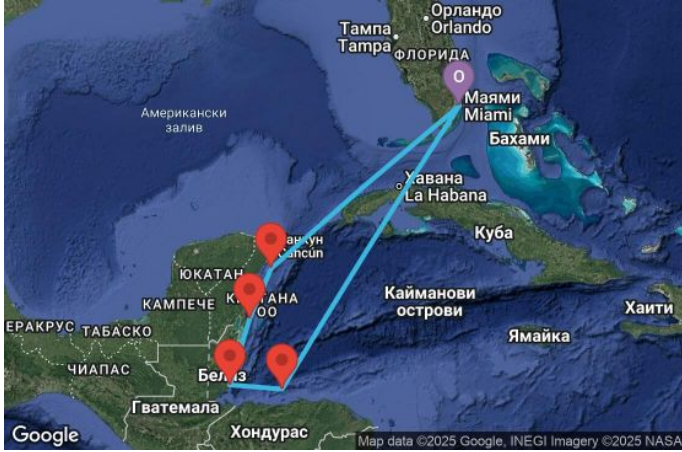 Орландо
Orlando
Тампа
Tampa
ФЛОРИДА
O
Маями
Miami
Американски
залив
Бахами
Хавана
La Habana
Куба
Cancún
ЮКАТАН
КАМПЕЧЕ
Кайманови
острови
Хаити
ЕРАКРУС
ТАБАСКО
Ямайка
ЧИАПАС
Гватемала
Хондурас
Google
Map data ©2025 Google, INEGI Imagery ©2025 NASA